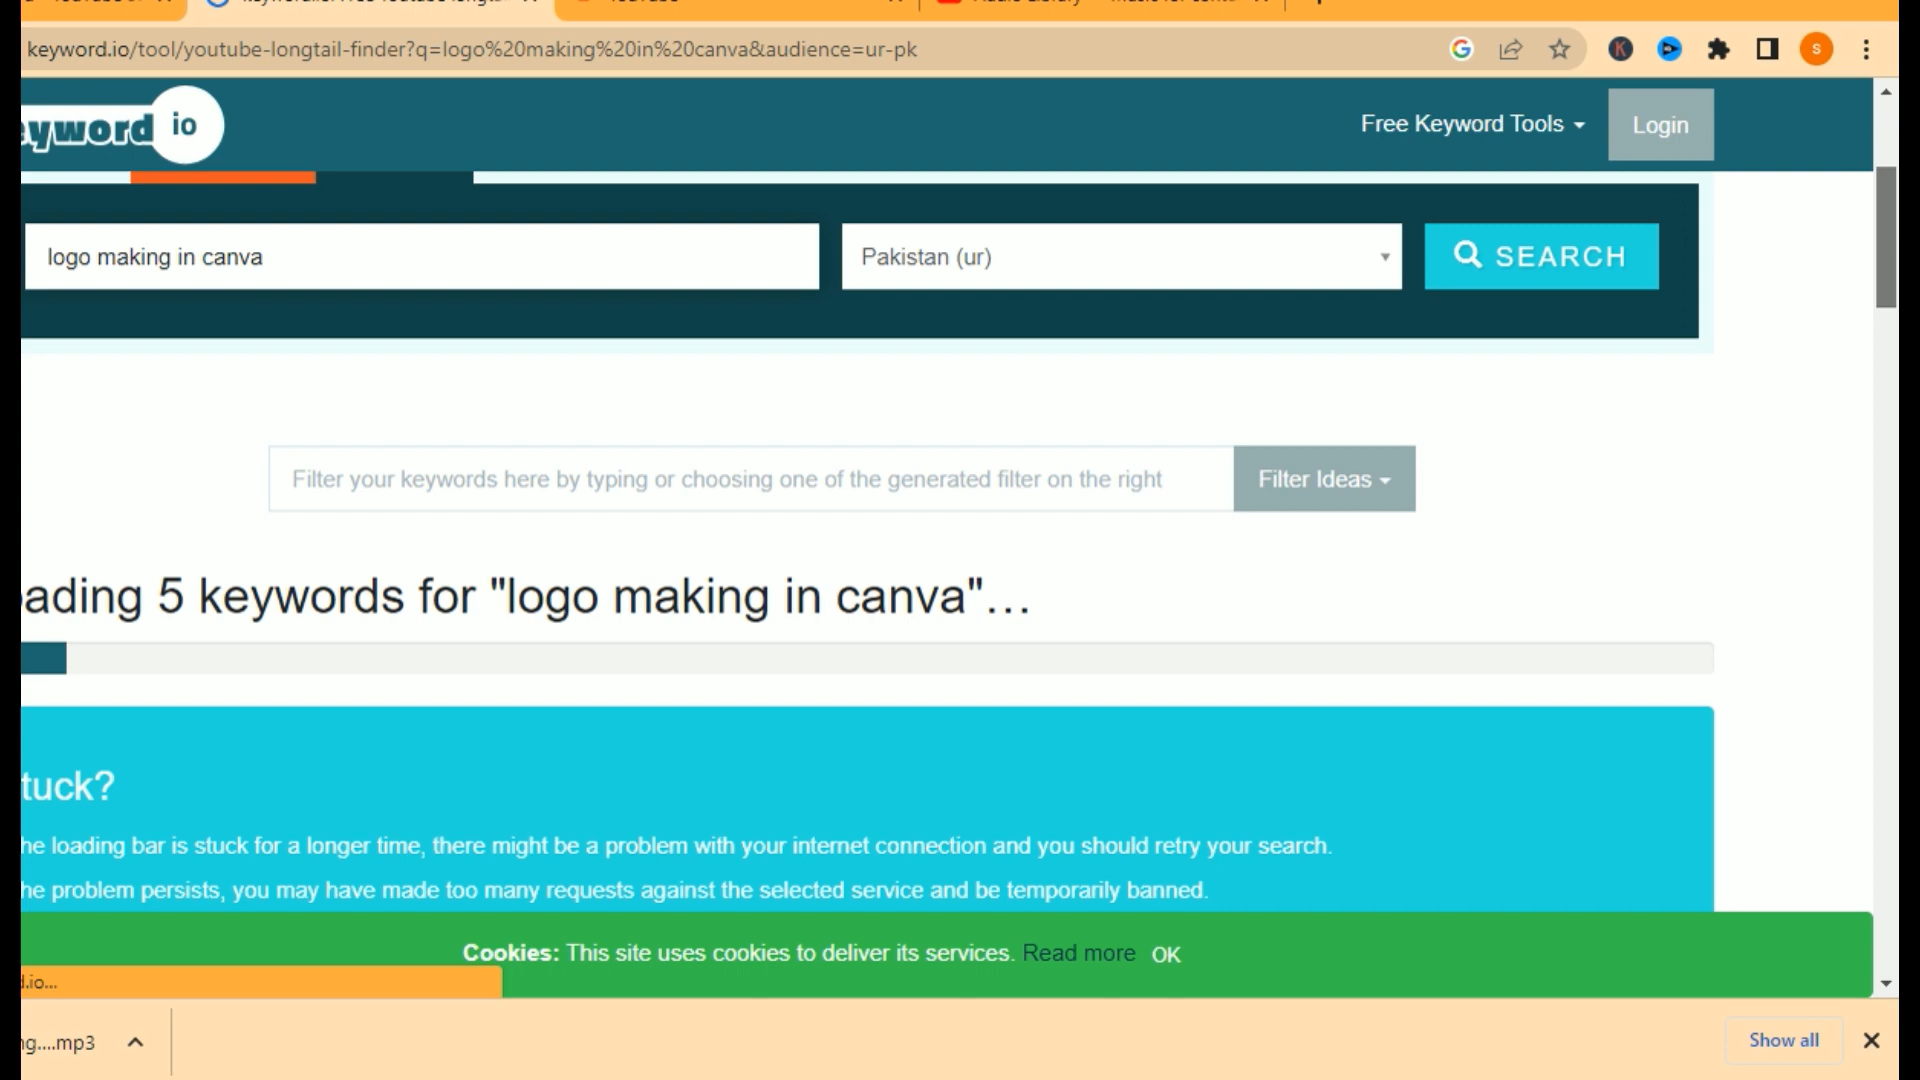 keyword.io/tool/youtube-longtail-finder?q=logo%20making%20in%20canva&audience=ur-pk
K
S
eyword io
Free Keyword Tools
Login
logo making in canva
Pakistan (ur)
SEARCH
Filter your keywords here by typing or choosing one of the generated filter on the right
Filter Ideas
ading 5 keywords for "logo making in canva"...
tuck?
he loading bar is stuck for a longer time, there might be a problem with your internet connection and you should retry your search.
he problem persists, you may have made too many requests against the selected service and be temporarily banned.
Cookies: This site uses cookies to deliver its services. Read more OK
d.io...
ng....mp3
Show all